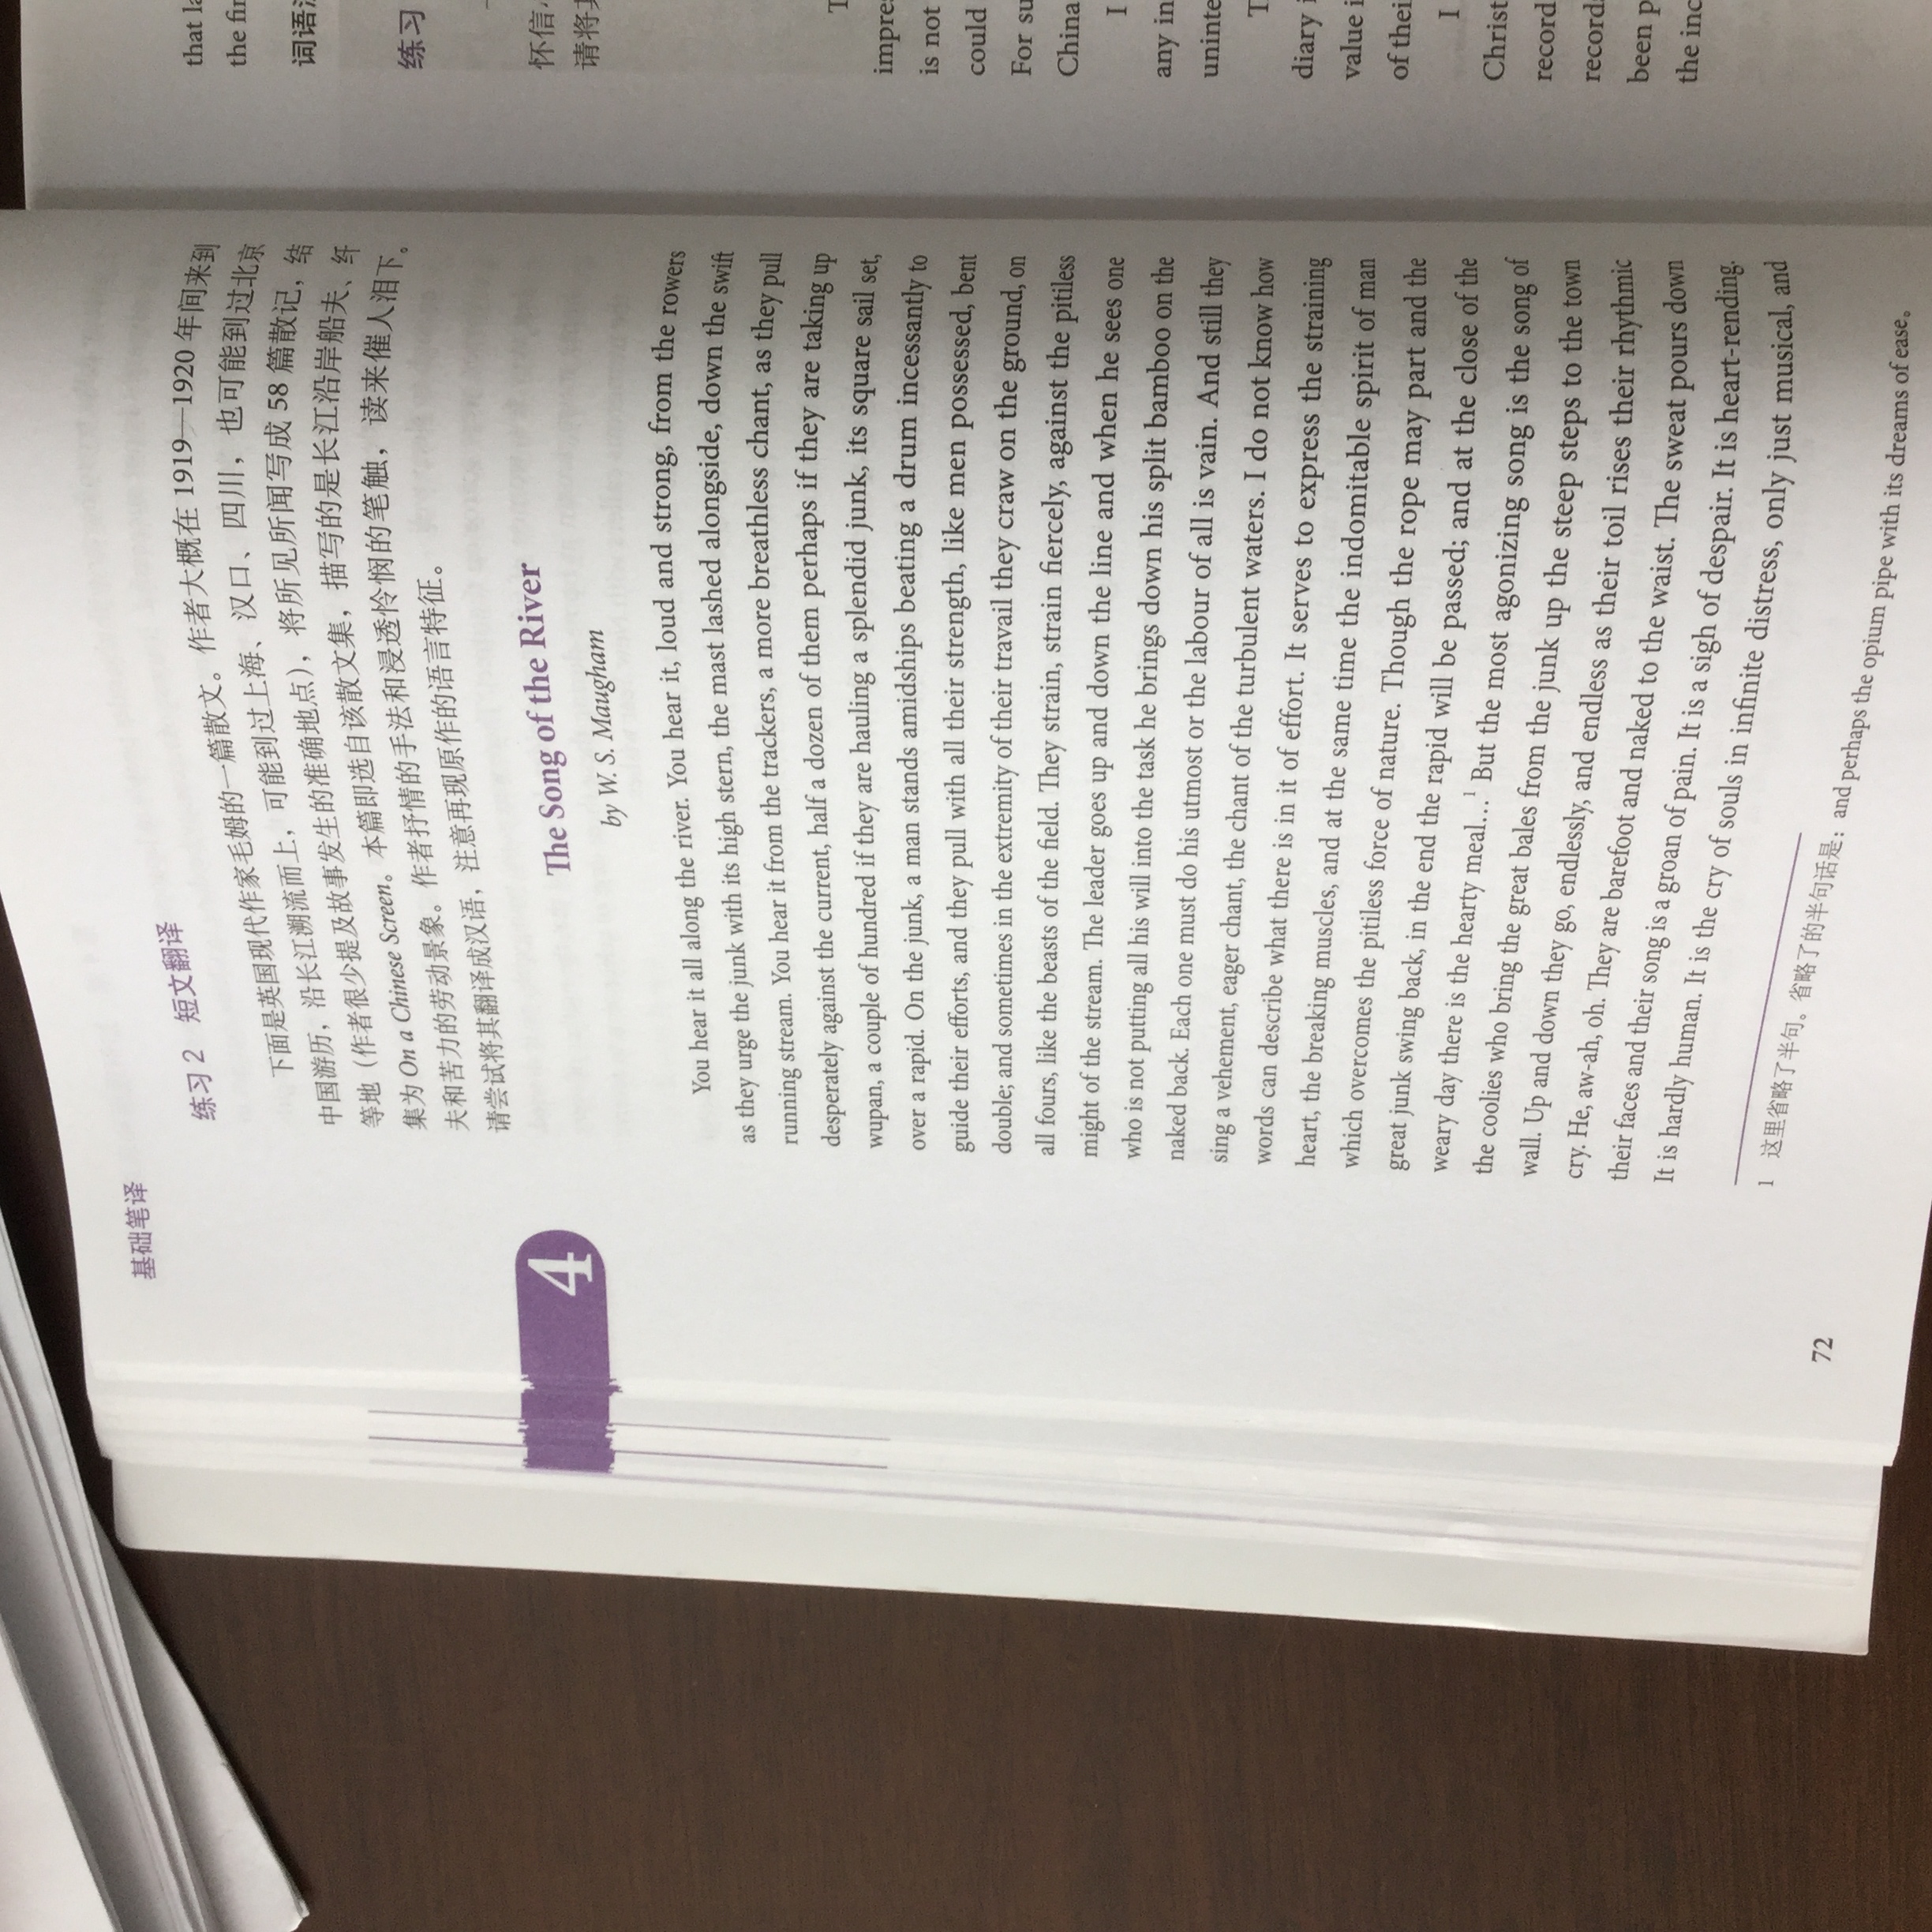 基础笔译
练习 2 短文翻译
下面是英国现代作家毛姆的一篇散文。作者大概在 1919—1920 年间来到
中国游历，沿长江溯流而上，可能到过上海、汉口、四川，也可能到过北京
等地（作者很少提及故事发生的准确地点），将所见所闻写成 58 篇散记，结
集为 On a Chinese Screen。本篇即选自该散文集，描写的是长江沿岸船夫、纤
夫和苦力的劳动景象。作者抒情的手法和浸透怜悯的笔触，读来催人泪下。
请尝试将其翻译成汉语，注意再现原作的语言特征。
4
The Song of the River
by W. S. Maugham
You hear it all along the river. You hear it, loud and strong, from the rowers
as they urge the junk with its high stern, the mast lashed alongside, down the swift
running stream. You hear it from the trackers, a more breathless chant, as they pull
desperately against the current, half a dozen of them perhaps if they are taking up
wupan, a couple of hundred if they are hauling a splendid junk, its square sail set,
over a rapid. On the junk, a man stands amidships beating a drum incessantly to
guide their efforts, and they pull with all their strength, like men possessed, bent
double; and sometimes in the extremity of their travail they craw on the ground, on
all fours, like the beasts of the field. They strain, strain fiercely, against the pitiless
might of the stream. The leader goes up and down the line and when he sees one
who is not putting all his will into the task he brings down his split bamboo on the
naked back. Each one must do his utmost or the labour of all is vain. And still they
sing a vehement, eager chant, the chant of the turbulent waters. I do not know how
words can describe what there is in it of effort. It serves to express the straining
heart, the breaking muscles, and at the same time the indomitable spirit of man
which overcomes the pitiless force of nature. Though the rope may part and the
great junk swing back, in the end the rapid will be passed; and at the close of the
weary day there is the hearty meal…1 But the most agonizing song is the song of
the coolies who bring the great bales from the junk up the steep steps to the town
wall. Up and down they go, endlessly, and endless as their toil rises their rhythmic
cry. He, aw-ah, oh. They are barefoot and naked to the waist. The sweat pours down
their faces and their song is a groan of pain. It is a sigh of despair. It is heart-rending.
It is hardly human. It is the cry of souls in infinite distress, only just musical, and
1 这里省略了半句。省略了的半句话是：and perhaps the opium pipe with its dreams of ease。
72
that la
the fir
词语
练习
怀信
请将
T
impre
is not
could
For su
China
I
any in
uninte
T
diary i
value i
of thei
I
Christ
record
record
been p
the inc